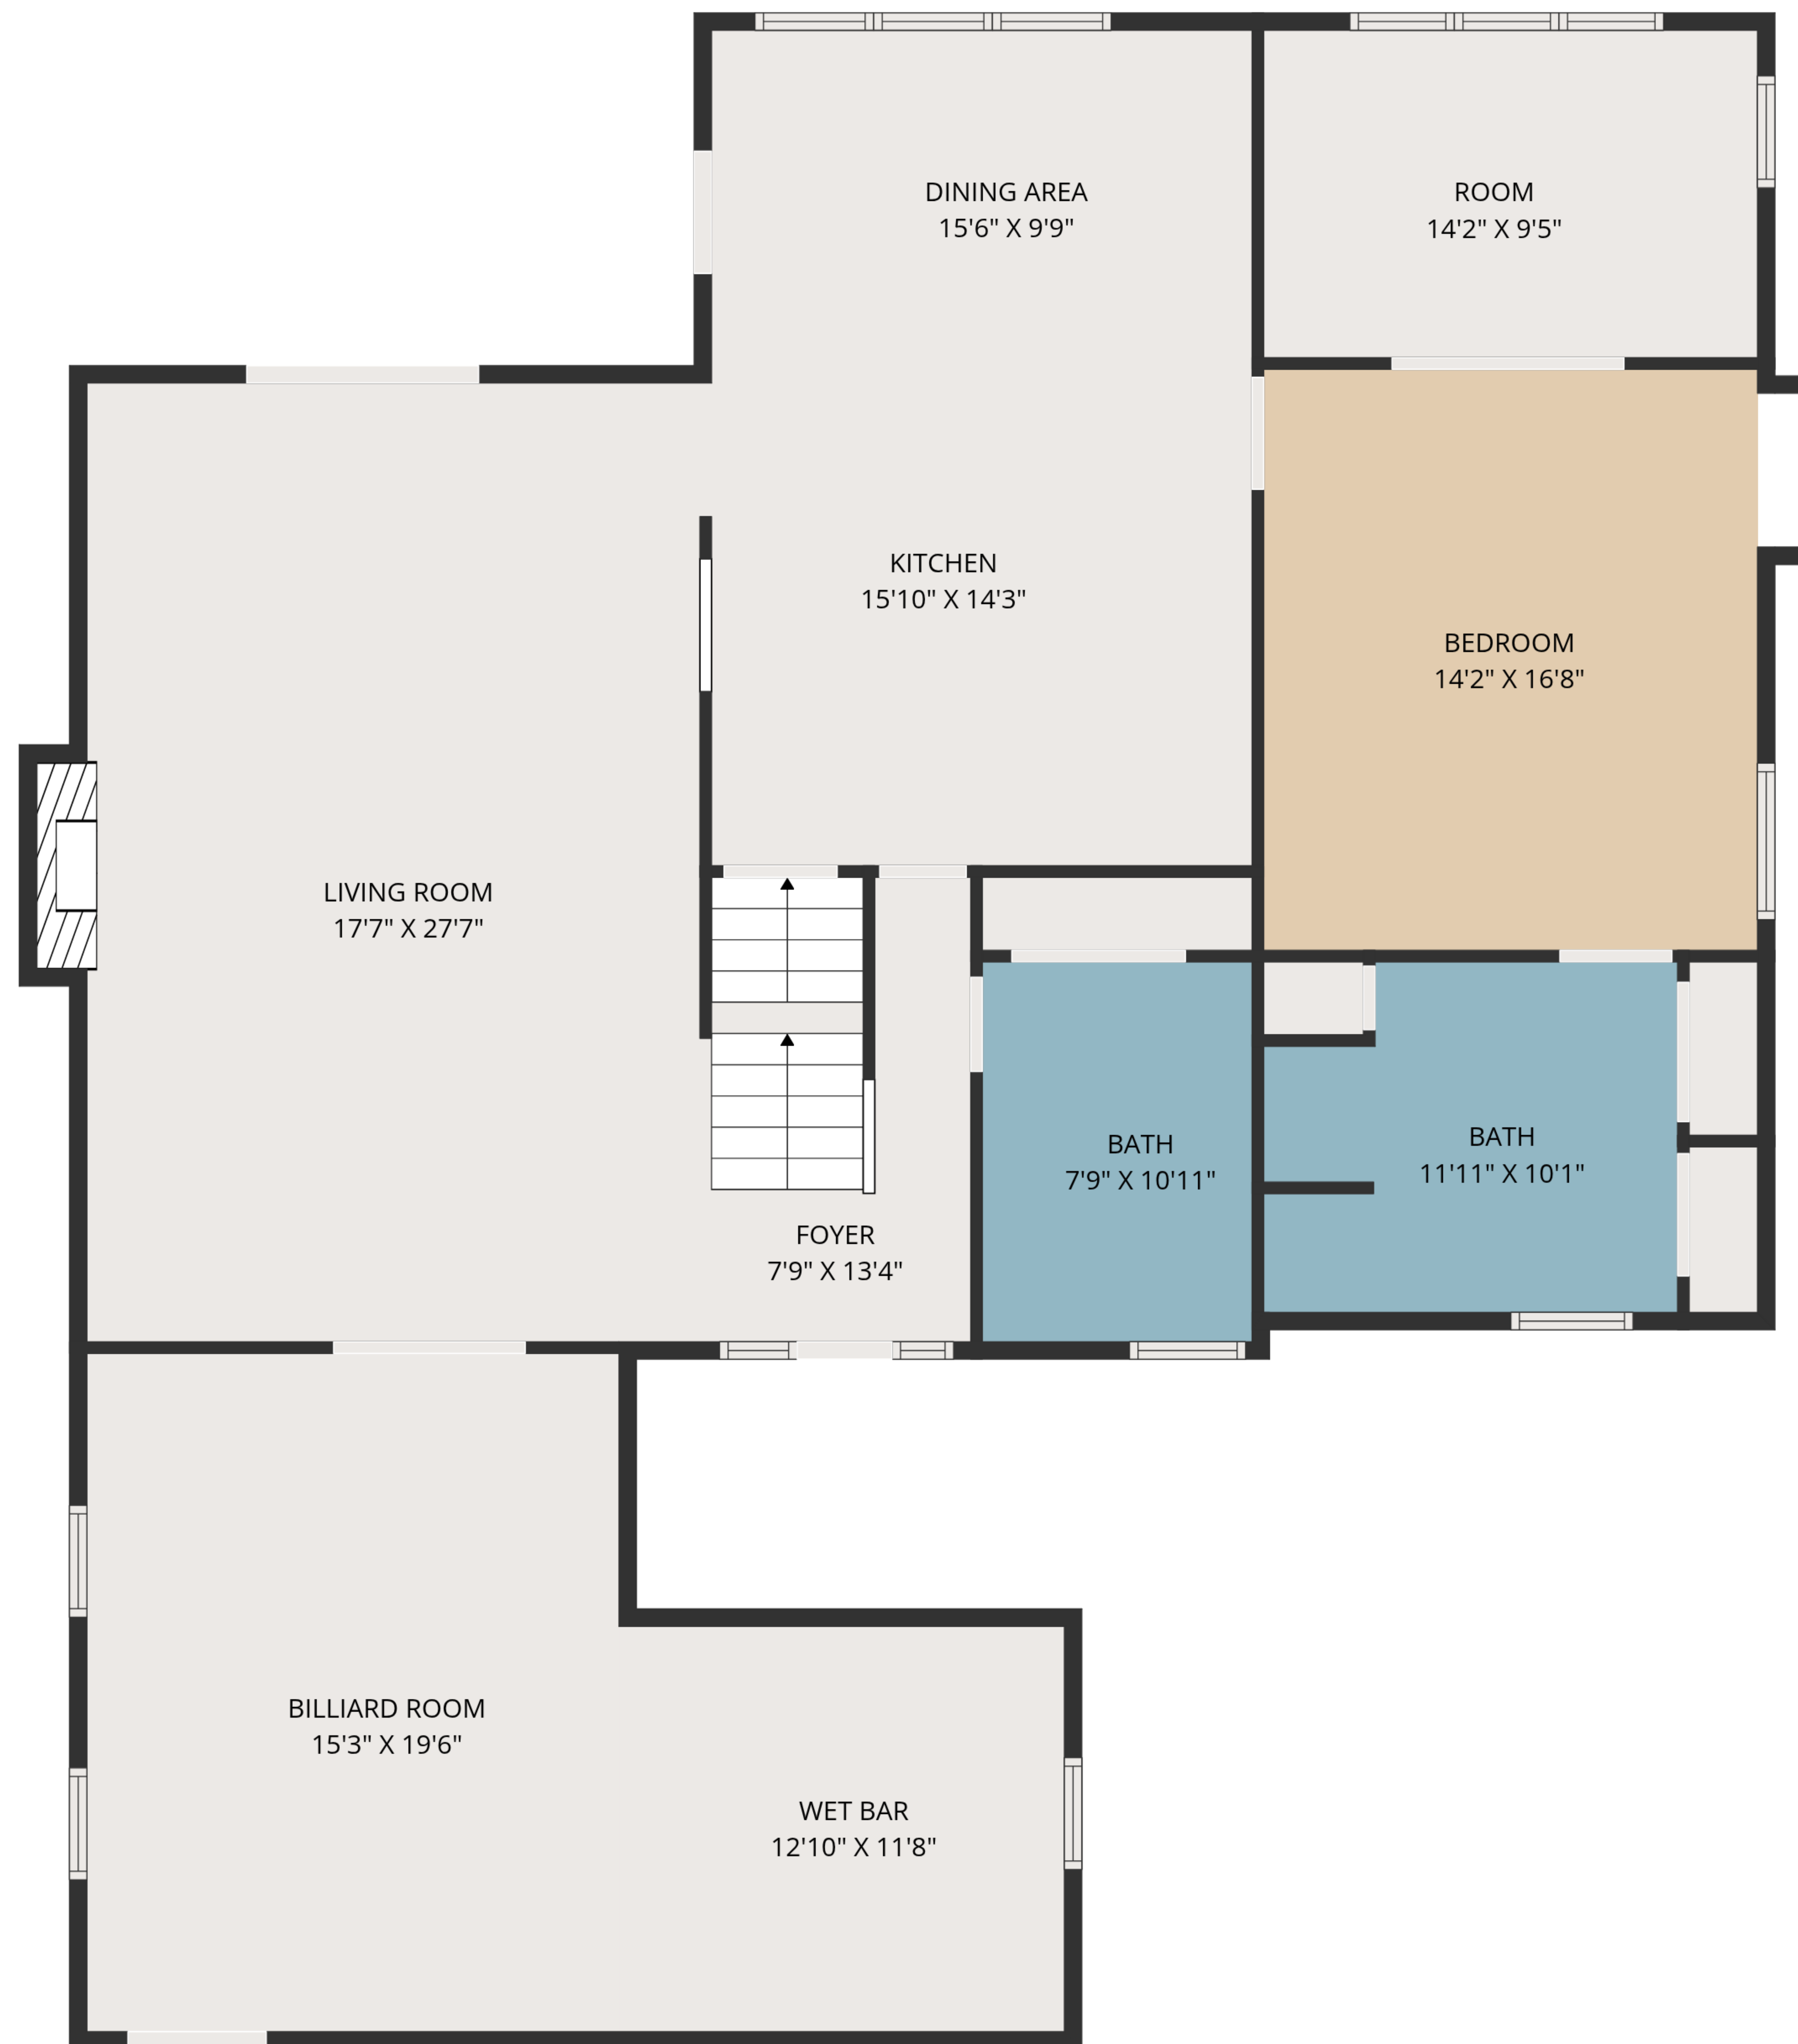 DINING AREA
15'6" X 9'9"
ROOM
14'2" X 9'5"
KITCHEN
15'10" X 14'3"
BEDROOM
14'2" X 16'8"
LIVING ROOM
17'7" X 27'7"
BATH
7'9" X 10'11"
BATH
11'11" X 10'1"
FOYER
7'9" X 13'4"
BILLIARD ROOM
15'3" X 19'6"
WET BAR
12'10" X 11'8"